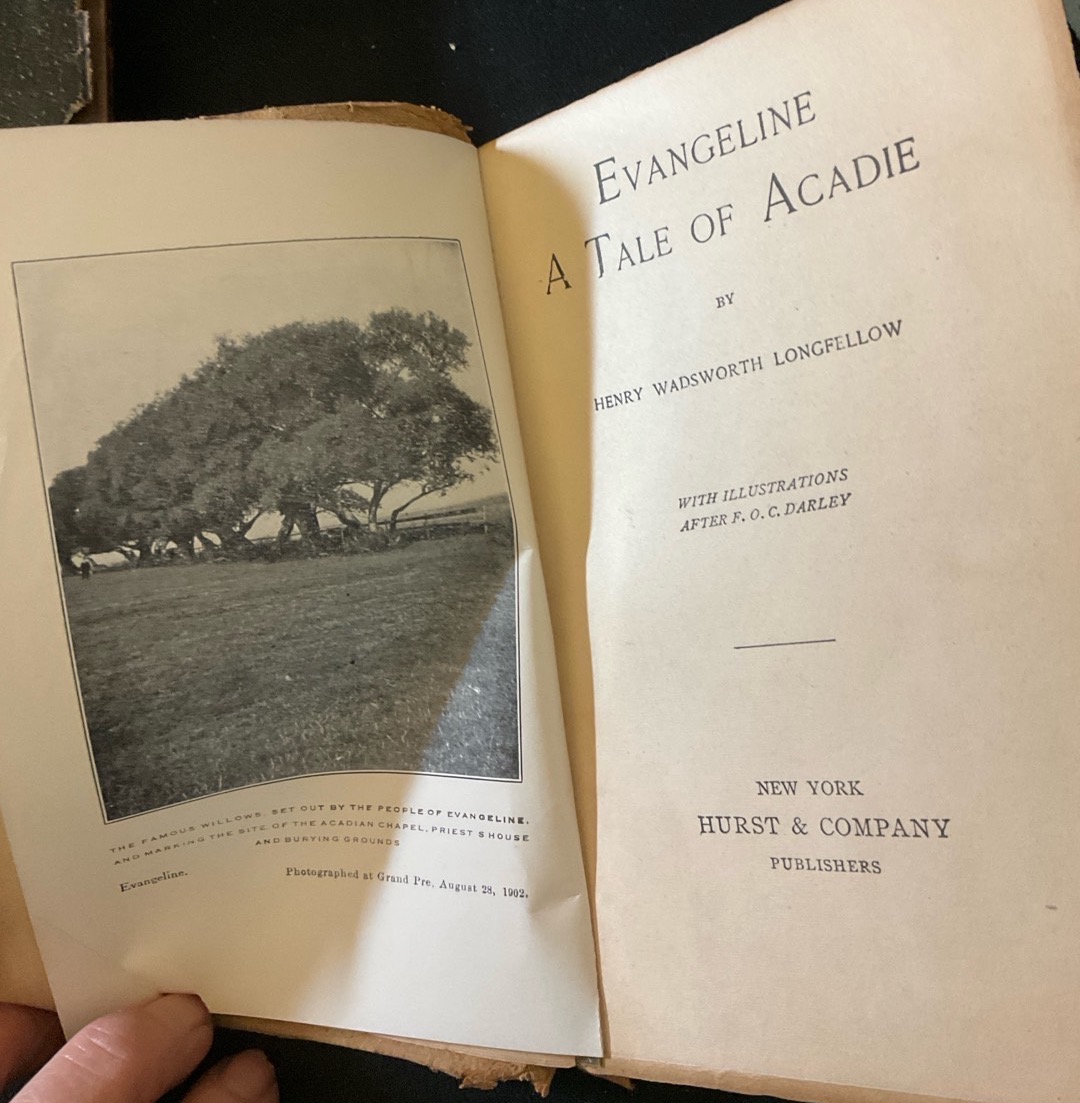 THE FAMOUS WILLOWS, SET OUT BY THE PEOPLE OF EVANGELINE,
AND MARKING THE SITE OF THE ACADIAN CHAPEL, PRIEST'S HOUSE
AND BURYING GROUNDS
Evangeline.
Photographed at Grand Pre, August 28, 1902.
EVANGELINE
A TALE OF ACADIE
BY
HENRY WADSWORTH LONGFELLOW
WITH ILLUSTRATIONS
AFTER F. O. C. DARLEY
NEW YORK
HURST & COMPANY
PUBLISHERS